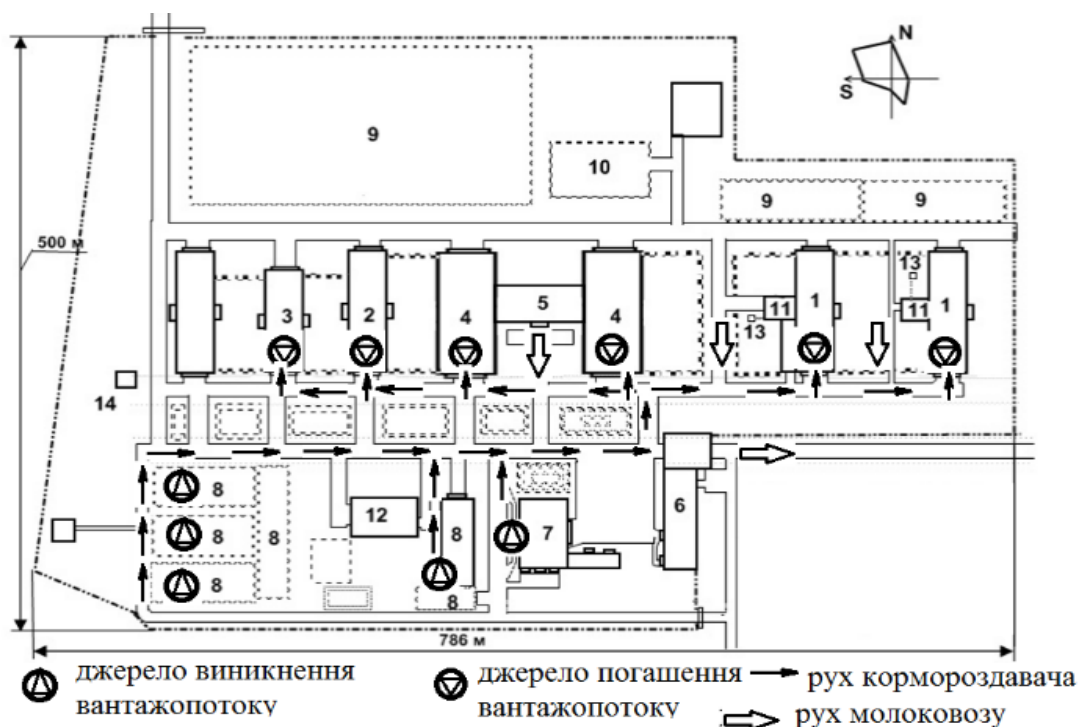 N
S
9
10
9 9
500 м
13
3 2 4 5 4 11 1 11 1
13
14
8
8 8 12 8 7 6
8
8
786 м
джерело виникнення
вантажопотоку
джерело погашення
вантажопотоку
рух кормороздавача
рух молоковозу